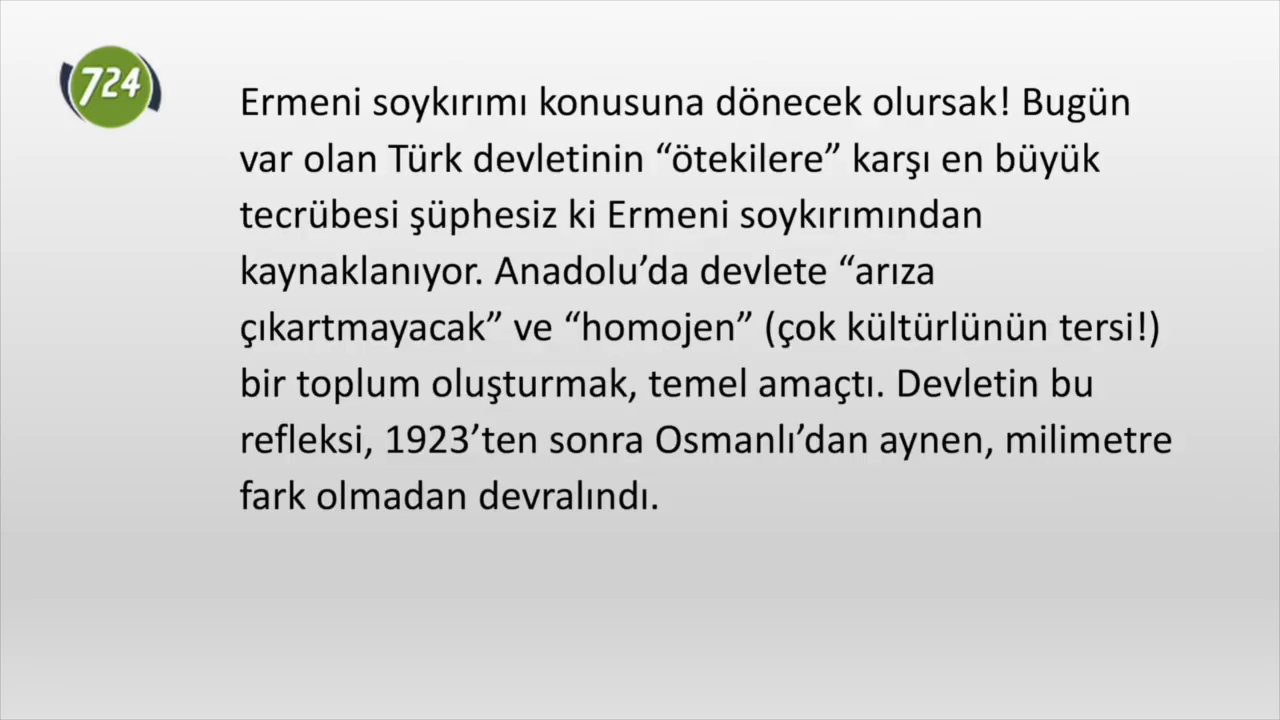 724
Ermeni soykırımı konusuna dönecek olursak! Bugün
var olan Türk devletinin “ötekilere” karşı en büyük
tecrübesi şüphesiz ki Ermeni soykırımından
kaynaklanıyor. Anadolu’da devlete “arıza
çıkartmayacak” ve “homojen” (çok kültürlünün tersi!)
bir toplum oluşturmak, temel amaçtı. Devletin bu
refleksi, 1923’ten sonra Osmanlı’dan aynen, milimetre
fark olmadan devralındı.